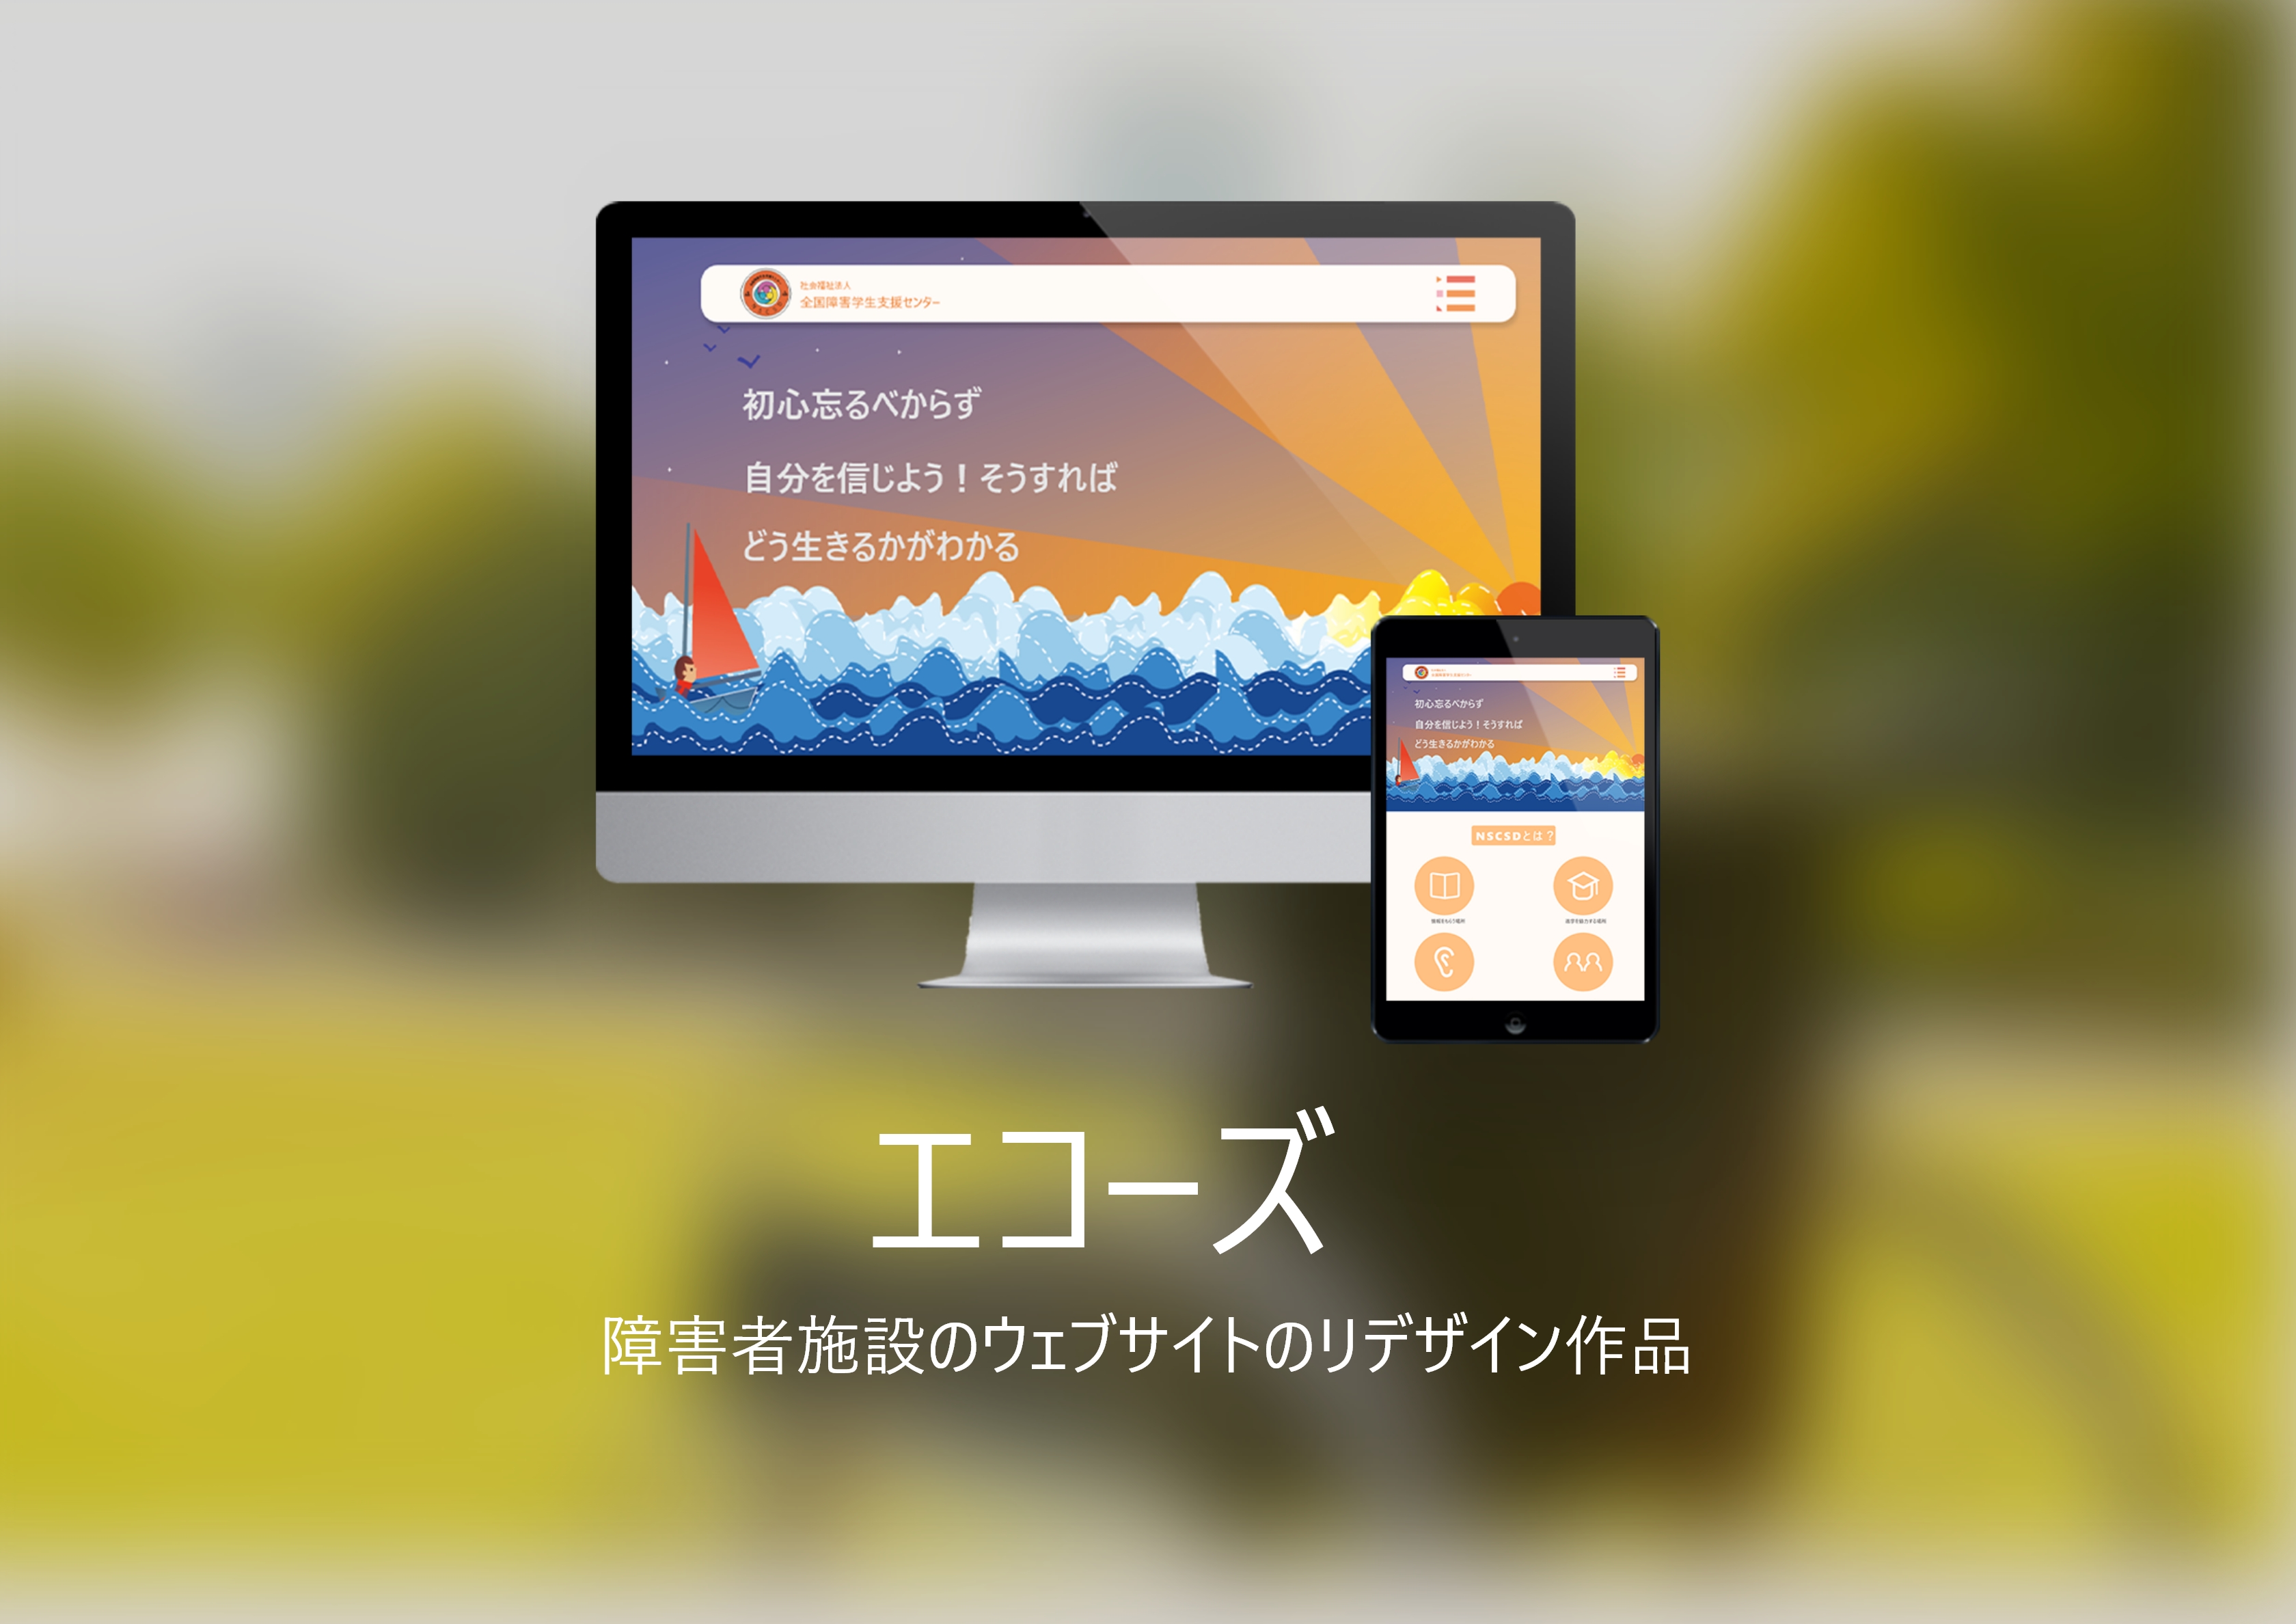 社会福祉法人
全国障害学生支援センター
初心忘るべからず
自分を信じよう！そうすれば
どう生きるかがわかる
初心忘るべからず
自分を信じよう！そうすれば
どう生きるかがわかる
NSCSDとは？
エコーズ
障害者施設のウェブサイトのリデザイン作品